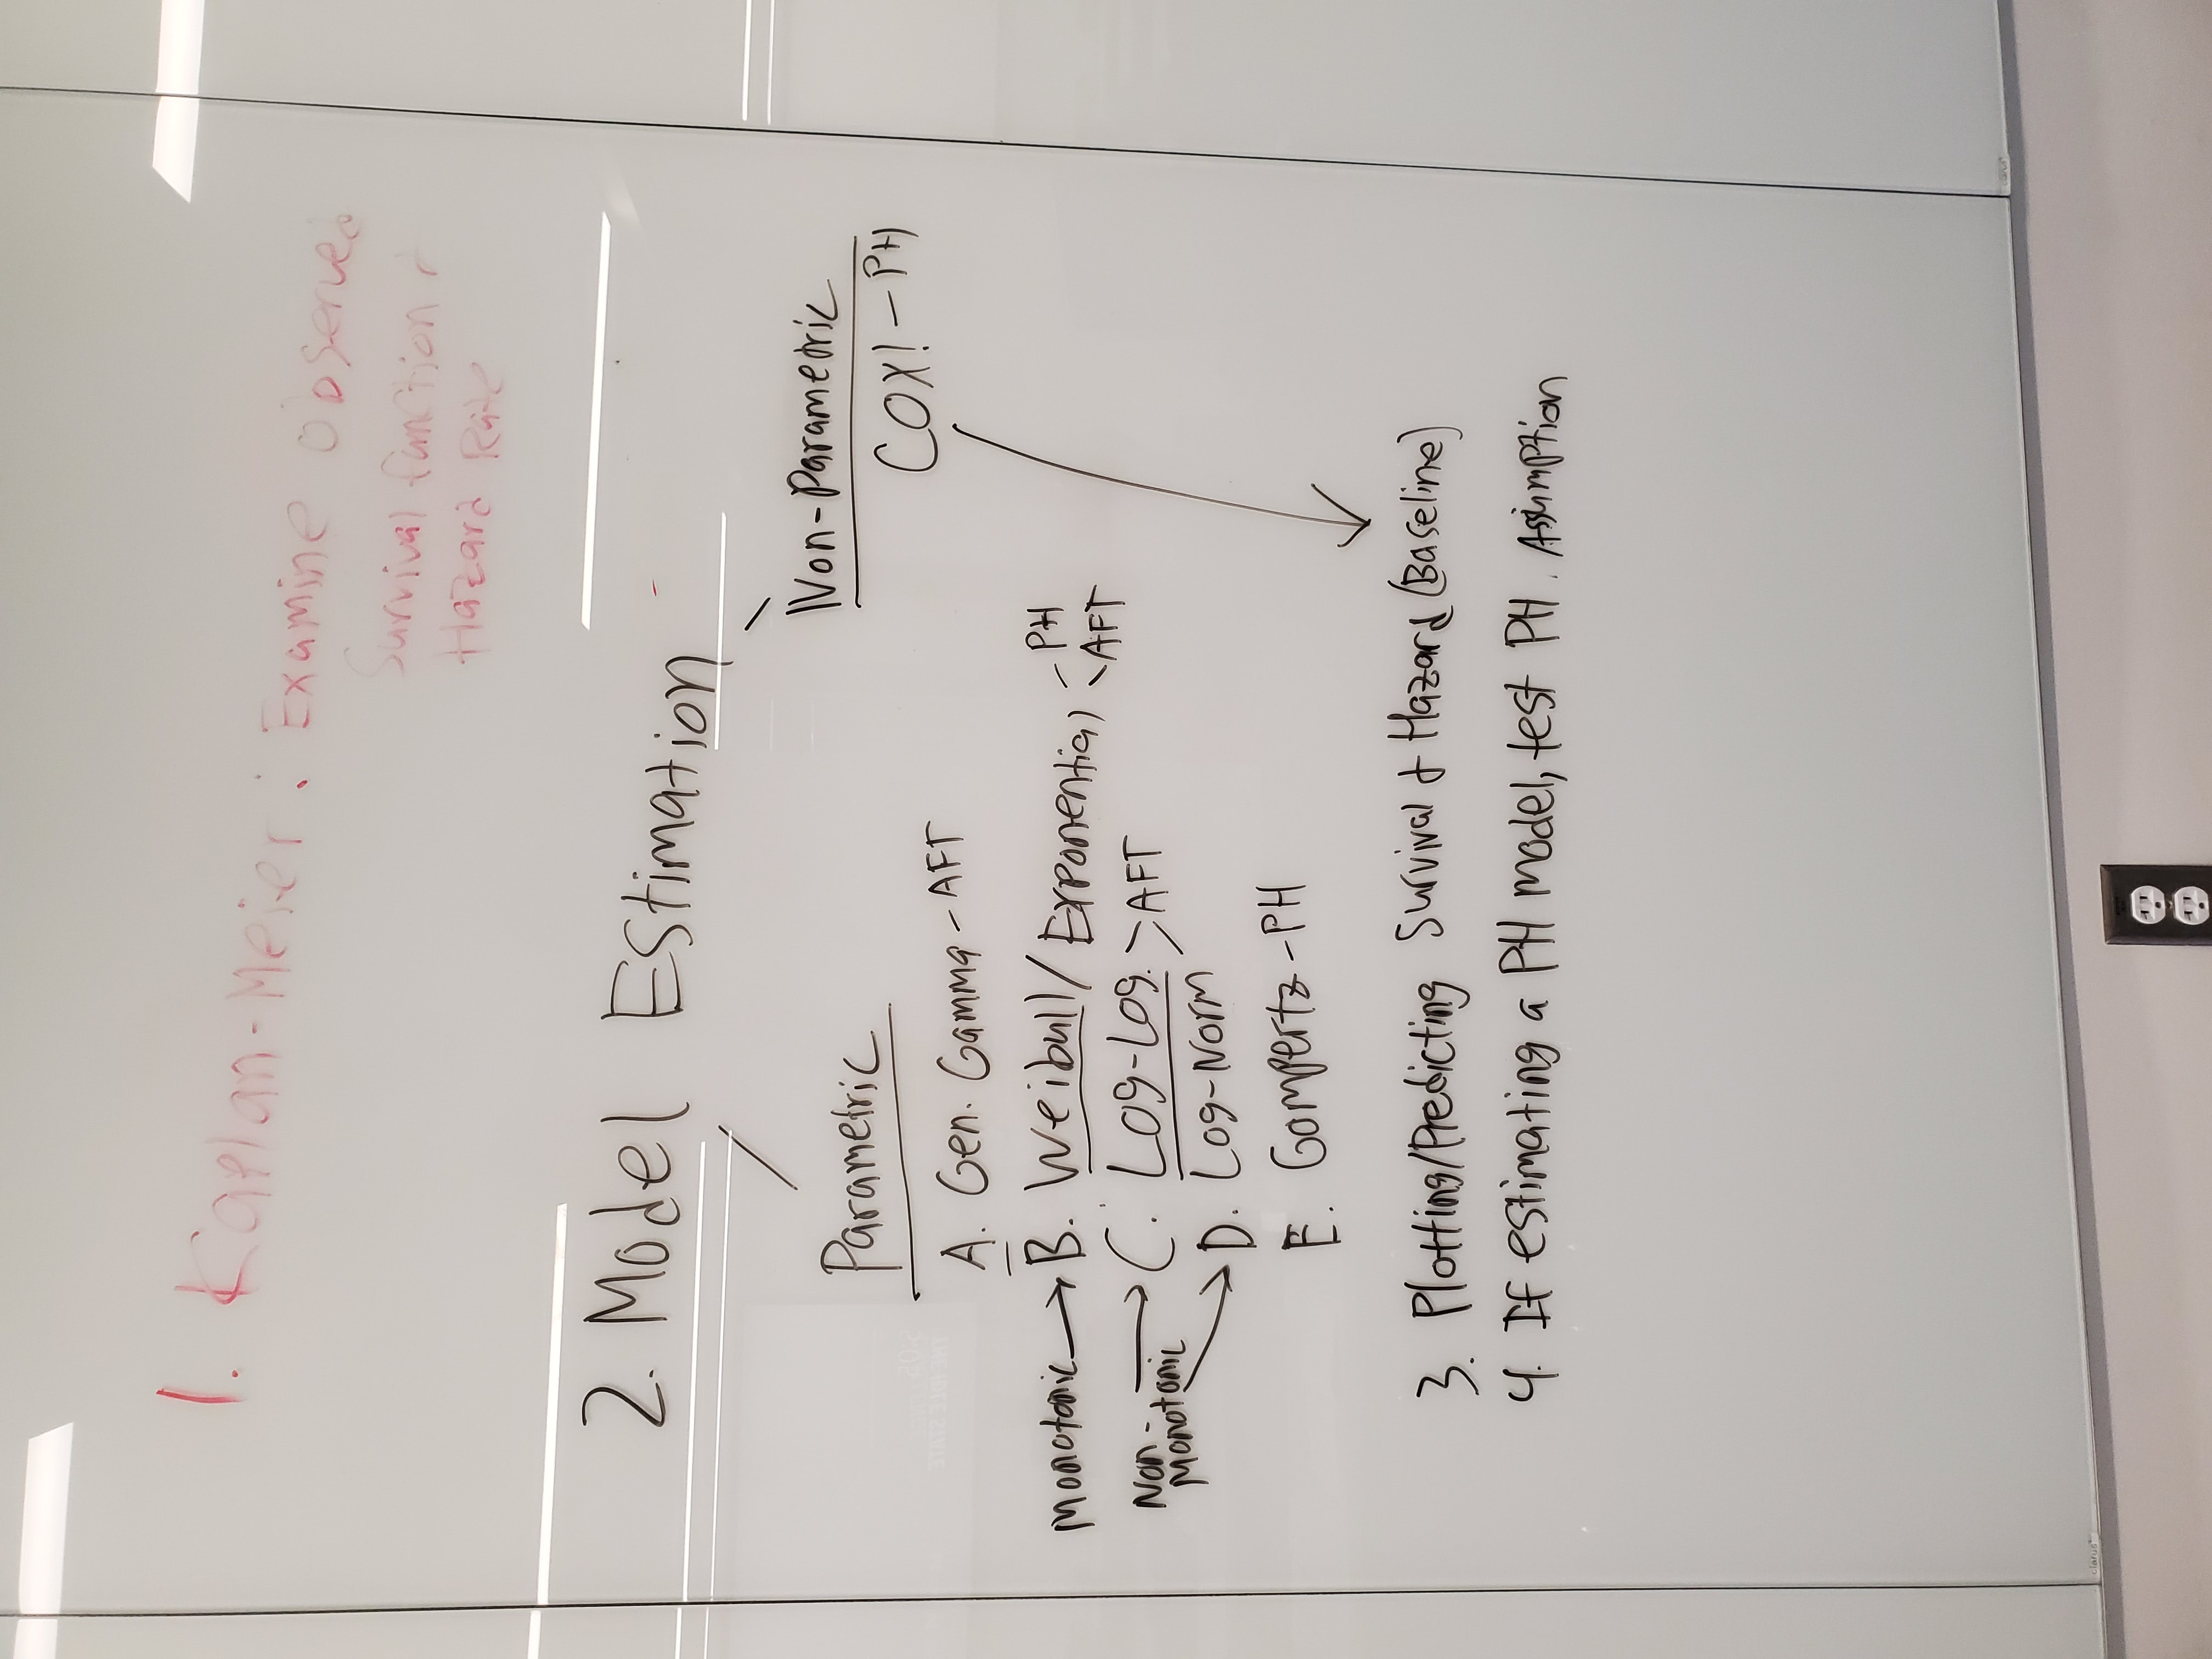 1. Kaplan-Meier : Examine observed
Survival function &
Hazard Rate
2. Model Estimation
Parametric
Non-Parametric
COX! - PH
A. Gen. Gamma - AFT
Monotonic → B. Weibull / Exponential - PH
- AFT
Non-
Monotonic
C. Log-Log. > AFT
D. Log-Norm
E. Gompertz - PH
3. Plotting/Predicting Survival & Hazard (Baseline)
4. If estimating a PH model, test PH. Assumption
clarus
clarus